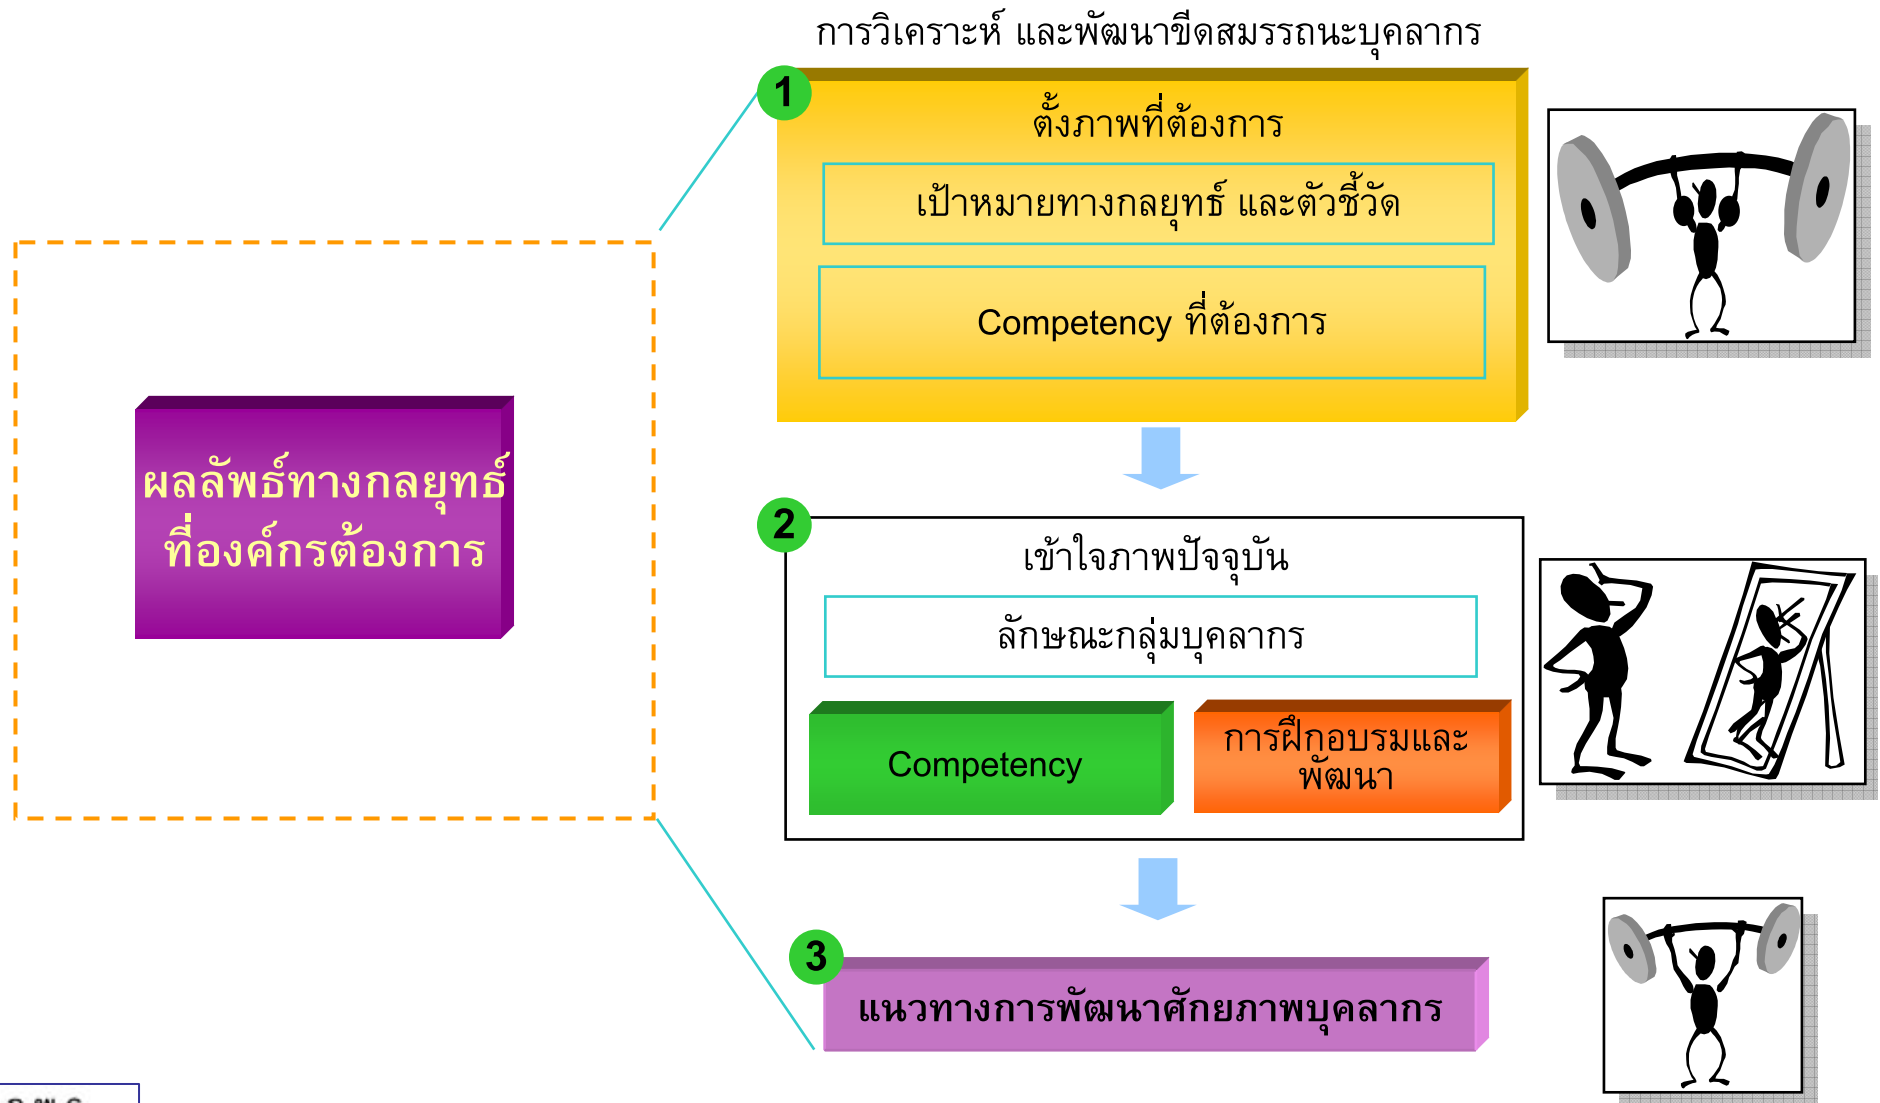 การวิเคราะห์ และพัฒนาขีดสมรรถนะบุคลากร
1
ตั้งภาพที่ต้องการ
เป้าหมายทางกลยุทธ์ และตัวชี้วัด
Competency ที่ต้องการ
ผลลัพธ์ทางกลยุทธ์
ที่องค์กรต้องการ
2
เข้าใจภาพปัจจุบัน
ลักษณะกลุ่มบุคลากร
Competency
การฝึกอบรมและ
พัฒนา
3
แนวทางการพัฒนาศักยภาพบุคลากร